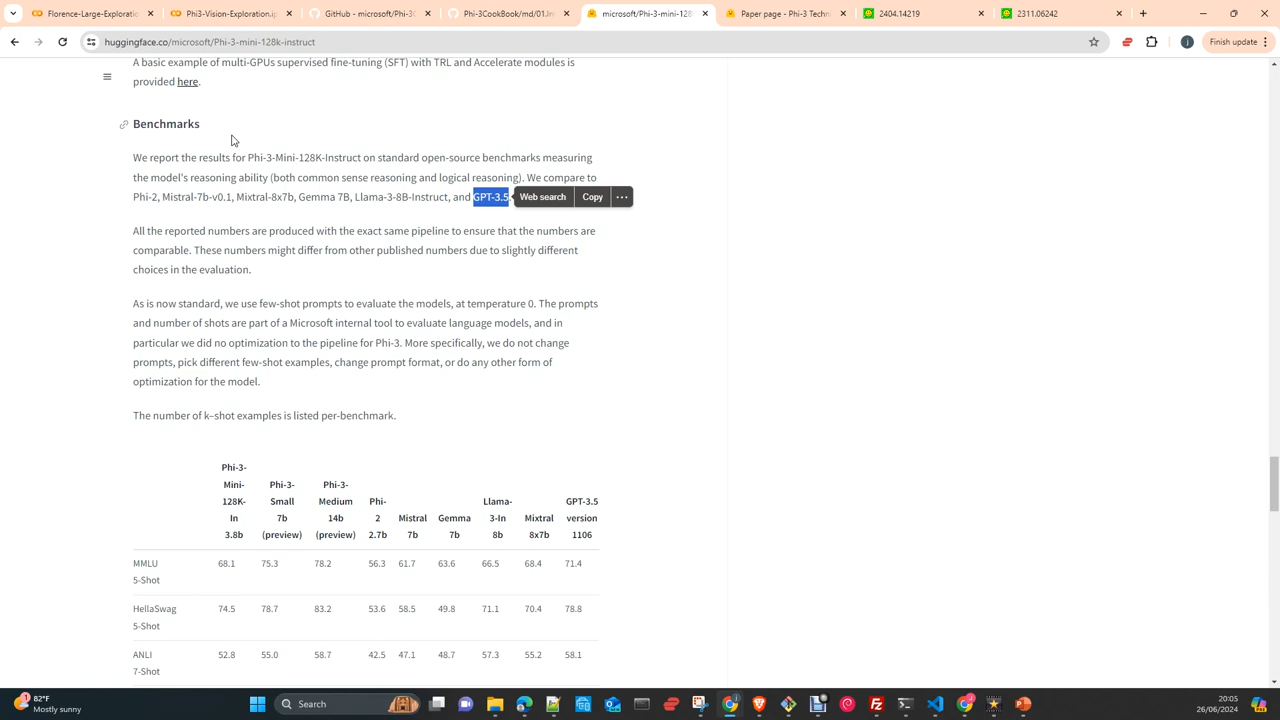 Florence-Large-Exploration
Phi3-Vision-Exploration.ip
GitHub - microsoft/Phi-3C
Phi-3CookBook/md/01.Int
microsoft/Phi-3-mini-128
Paper page - Phi-3 Techn
2404.14219
2311.06242
huggingface.co/microsoft/Phi-3-mini-128k-instruct
j
Finish update
A basic example of multi-GPUs supervised fine-tuning (SFT) with TRL and Accelerate modules is
provided here.
Benchmarks
We report the results for Phi-3-Mini-128K-Instruct on standard open-source benchmarks measuring
the model's reasoning ability (both common sense reasoning and logical reasoning). We compare to
Phi-2, Mistral-7b-v0.1, Mixtral-8x7b, Gemma 7B, Llama-3-8B-Instruct, and GPT-3.5
Web search Copy ...
All the reported numbers are produced with the exact same pipeline to ensure that the numbers are
comparable. These numbers might differ from other published numbers due to slightly different
choices in the evaluation.
As is now standard, we use few-shot prompts to evaluate the models, at temperature 0. The prompts
and number of shots are part of a Microsoft internal tool to evaluate language models, and in
particular we did no optimization to the pipeline for Phi-3. More specifically, we do not change
prompts, pick different few-shot examples, change prompt format, or do any other form of
optimization for the model.
The number of k–shot examples is listed per-benchmark.
Phi-3-
Mini- Phi-3- Phi-3-
128K- Small Medium Phi- Llama- GPT-3.5
In 7b 14b 2 Mistral Gemma 3-In Mixtral version
3.8b (preview) (preview) 2.7b 7b 7b 8b 8x7b 1106
MMLU 68.1 75.3 78.2 56.3 61.7 63.6 66.5 68.4 71.4
5-Shot
HellaSwag 74.5 78.7 83.2 53.6 58.5 49.8 71.1 70.4 78.8
5-Shot
ANLI 52.8 55.0 58.7 42.5 47.1 48.7 57.3 55.2 58.1
7-Shot
82°F
Mostly sunny
Search
20:05
26/06/2024